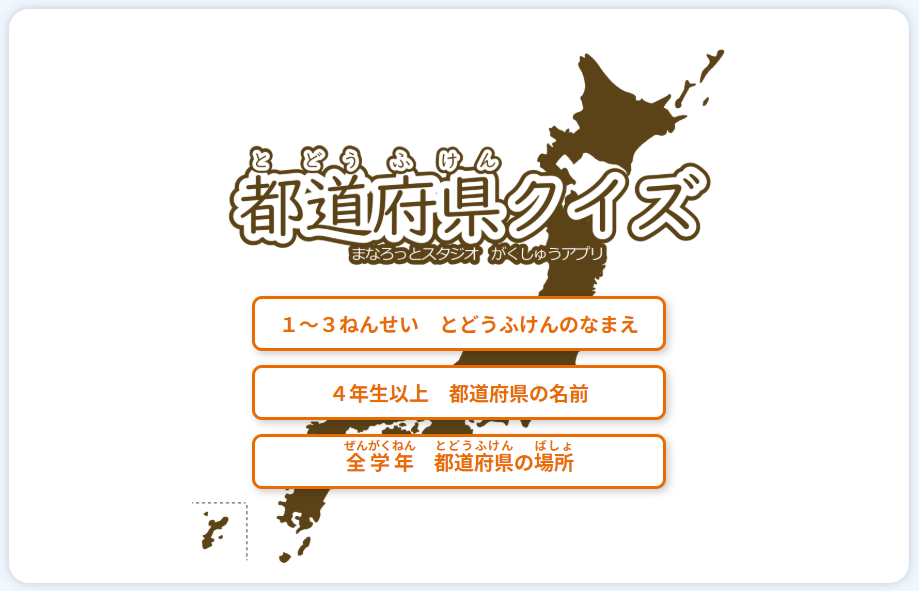 とどうふけん
都道府県クイズ
まなろっとスタジオ　がくしゅうアプリ
１～３ねんせい　とどうふけんのなまえ
４年生以上　都道府県の名前
ぜんがくねん　とどうふけん　ばしょ
全学年　都道府県の場所